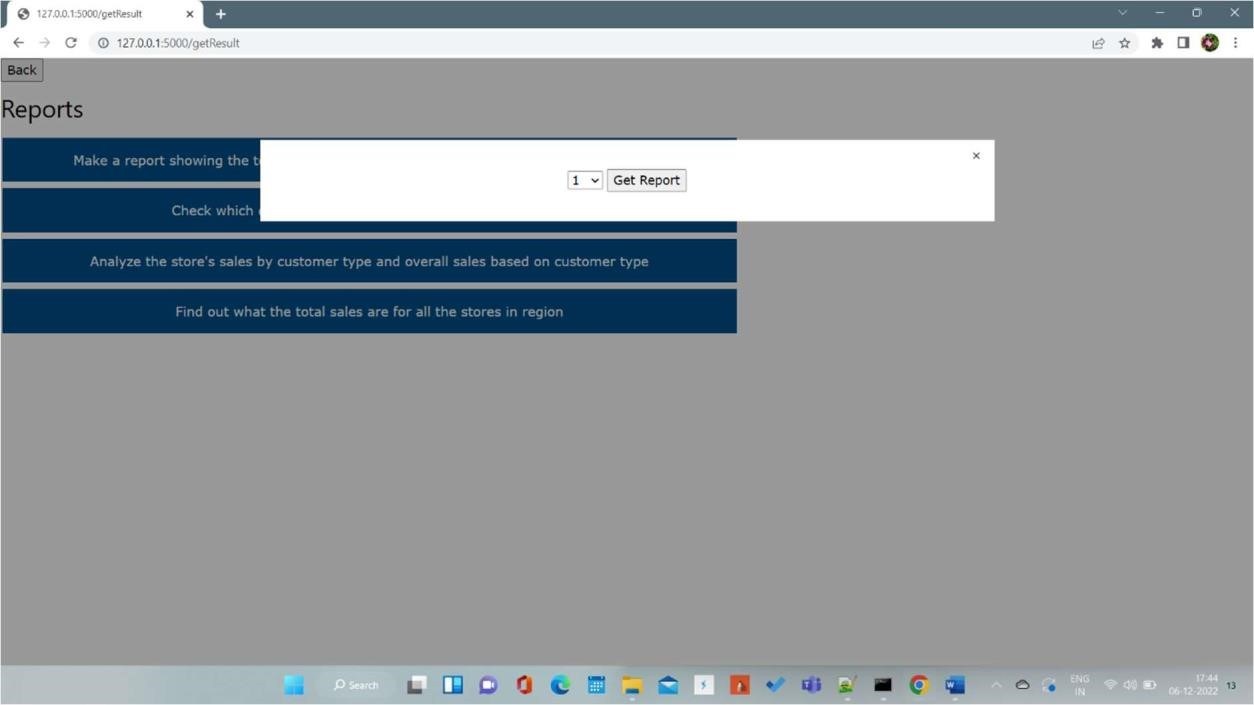 127.0.0.1:5000/getResult
127.0.0.1:5000/getResult
Back
Reports
Make a report showing the
1 Get Report
Check which
Analyze the store's sales by customer type and overall sales based on customer type
Find out what the total sales are for all the stores in region
Search
ENG
IN
17:44
06-12-2022
13